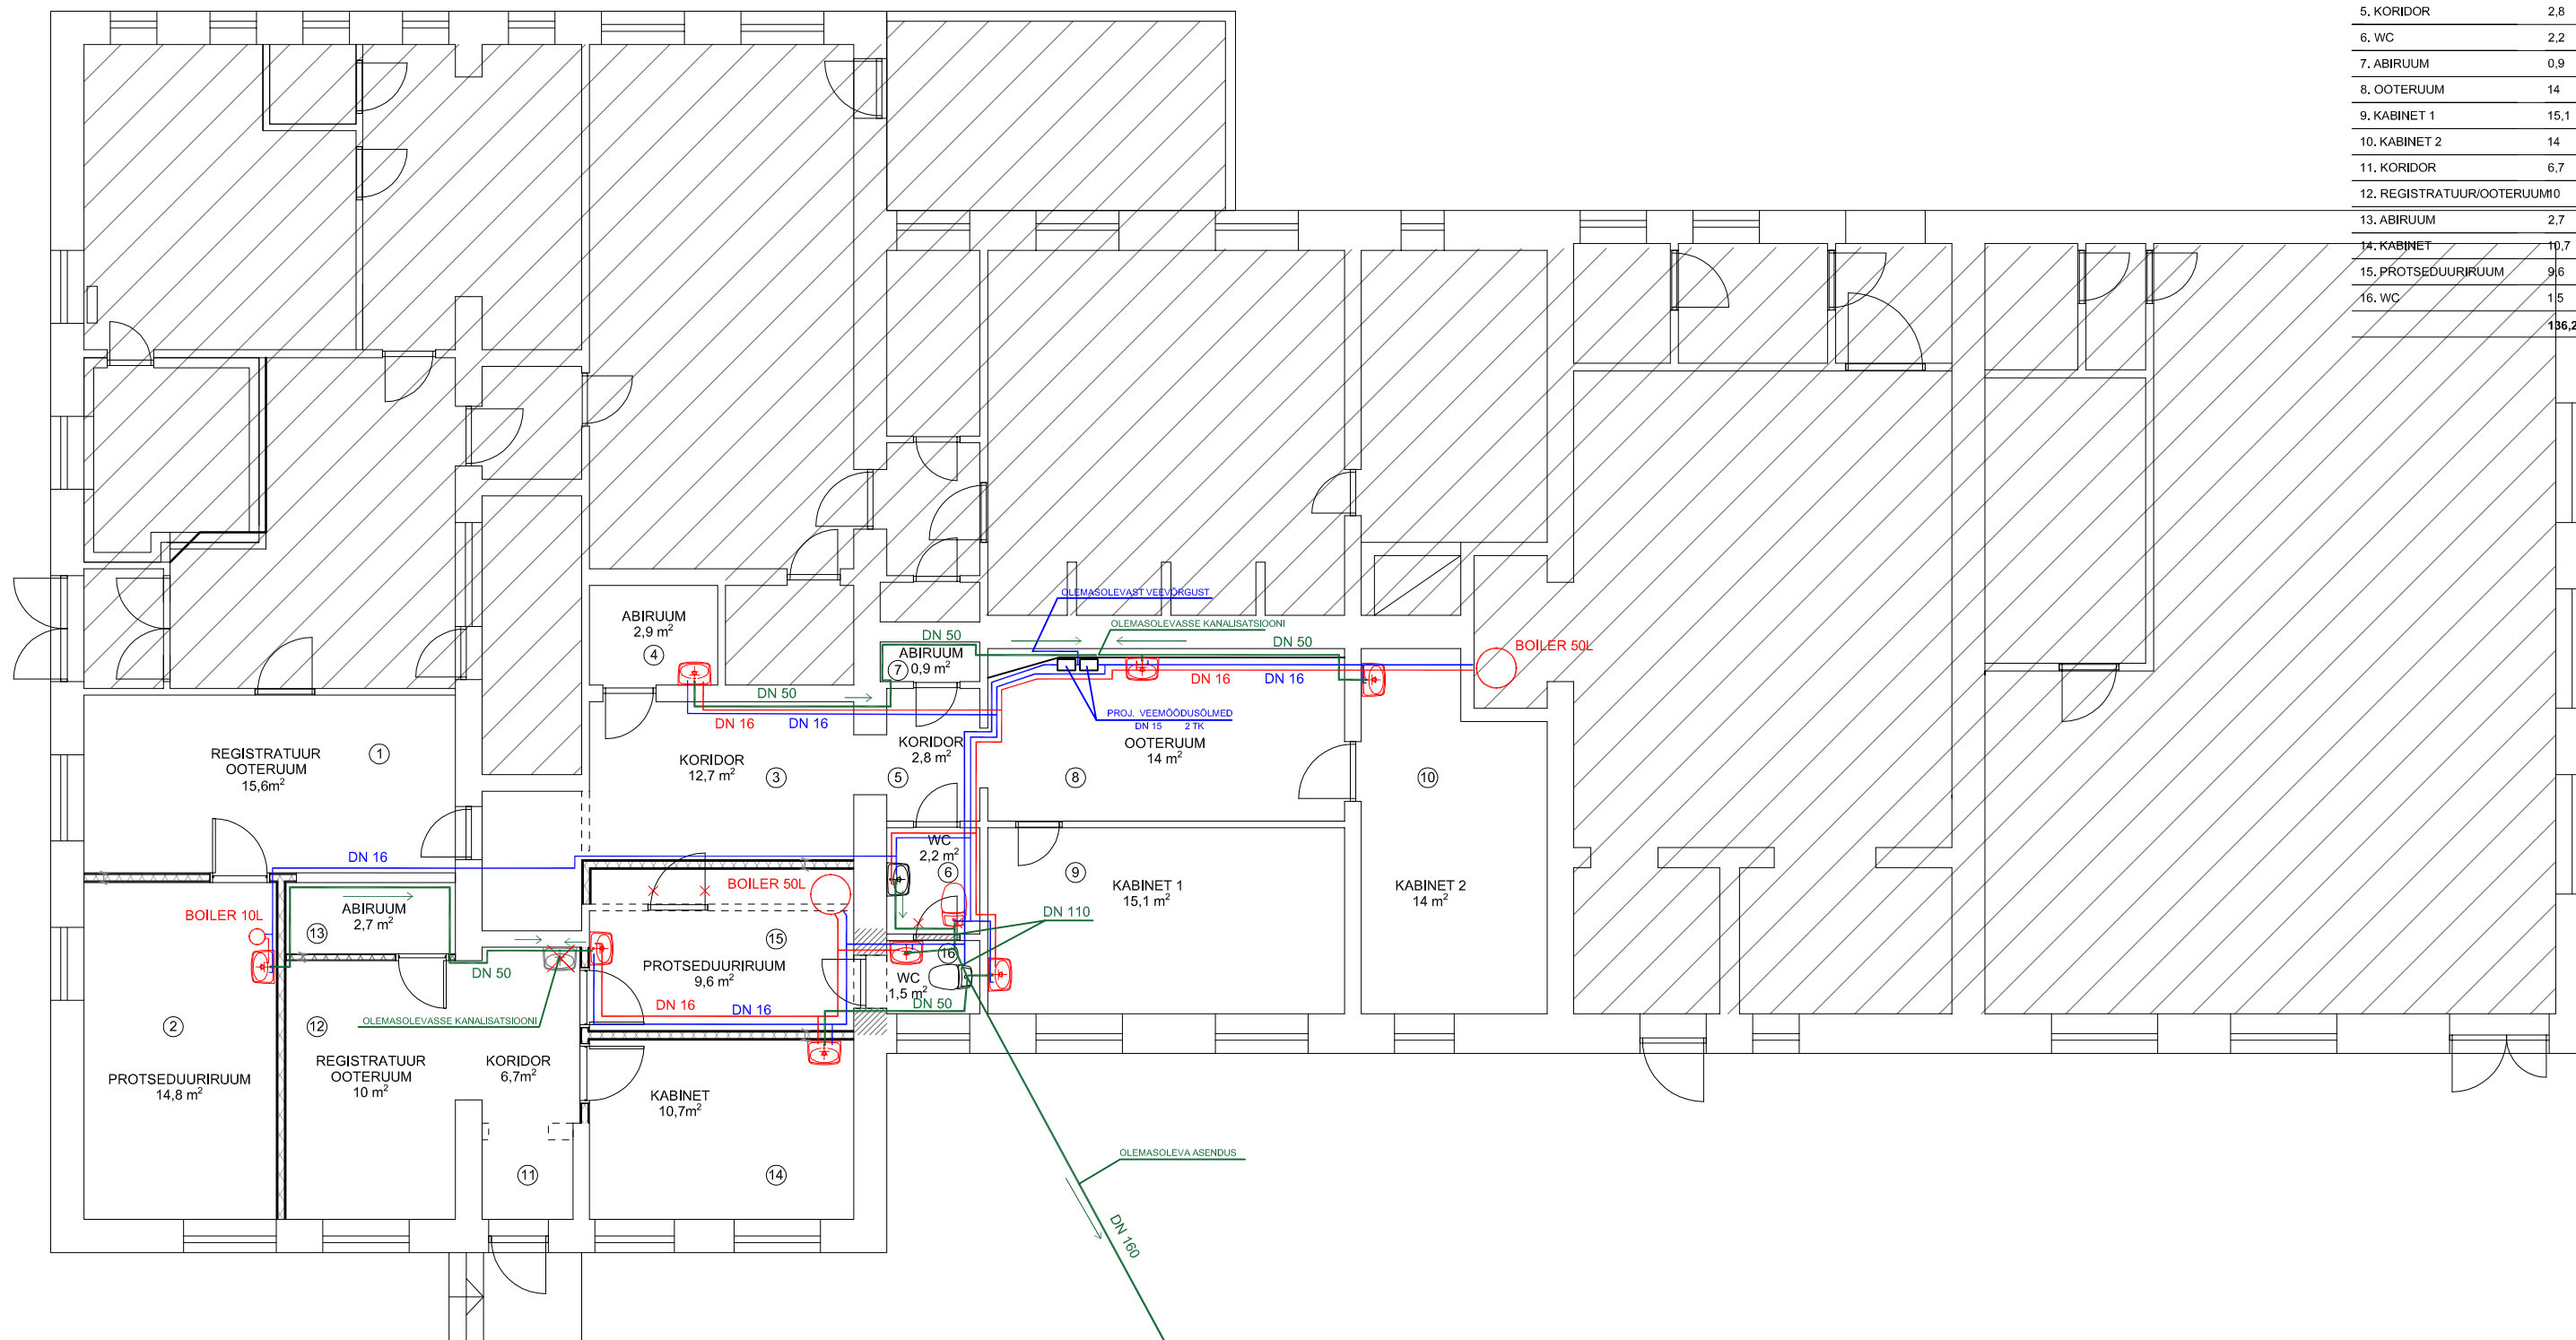 5. KORIDOR 2,8
6. WC 2,2
7. ABIRUUM 0,9
8. OOTERUUM 14
9. KABINET 1 15,1
10. KABINET 2 14
11. KORIDOR 6,7
12. REGISTRATUUR/OOTERUUM 10
13. ABIRUUM 2,7
14. KABINET 10,7
15. PROTSEDUURIRUUM 9,6
16. WC 1,5
136,2
OLEMASOLEVAST VEEVÕRGUST
OLEMASOLEVASSE KANALISATSIOONI
ABIRUUM
2,9 m²
4
DN 50
DN 50
BOILER 50L
ABIRUUM
7
0,9 m²
DN 50
DN 16
DN 16
DN 16
DN 16
PROJ. VEEMÕÕDUSÕLMED
DN 15 2 TK
REGISTRATUUR
OOTERUUM
15,6m²
1
KORIDOR
12,7 m²
3
KORIDOR
2,8 m²
5
OOTERUUM
14 m²
8
10
DN 16
WC
2,2 m²
6
9
KABINET 1
15,1 m²
KABINET 2
14 m²
BOILER 50L
BOILER 10L
ABIRUUM
2,7 m²
13
DN 110
15
PROTSEDUURIRUUM
9,6 m²
16
WC
1,5 m²
DN 50
DN 50
DN 16
DN 16
OLEMASOLEVASSE KANALISATSIOONI
2
12
PROTSEDUURIRUUM
14,8 m²
REGISTRATUUR
OOTERUUM
10 m²
KORIDOR
6,7m²
KABINET
10,7m²
11
14
OLEMASOLEVA ASENDUS
DN 160